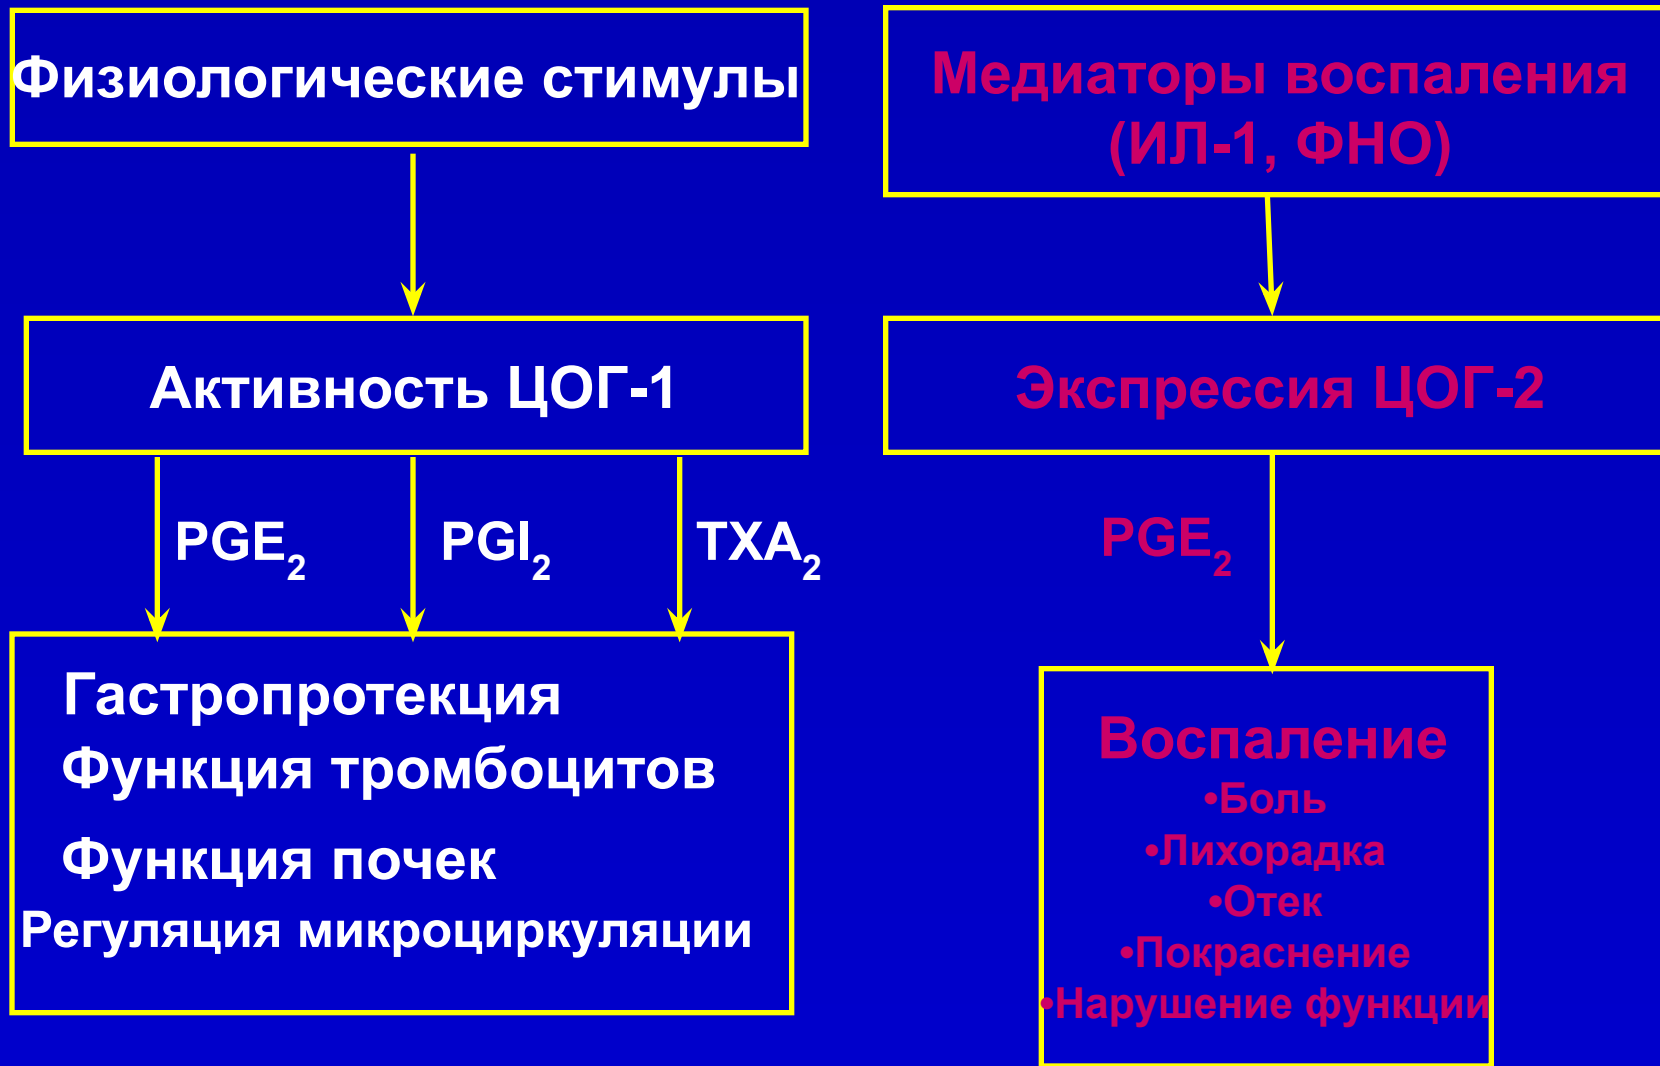 Физиологические стимулы
Активность ЦОГ-1
PGE2 PGI2 TXA2
Гастропротекция
Функция тромбоцитов
Функция почек
Регуляция микроциркуляции
Медиаторы воспаления
(ИЛ-1, ФНО)
Экспрессия ЦОГ-2
PGE2
Воспаление
•Боль
•Лихорадка
•Отек
•Покраснение
•Нарушение функции